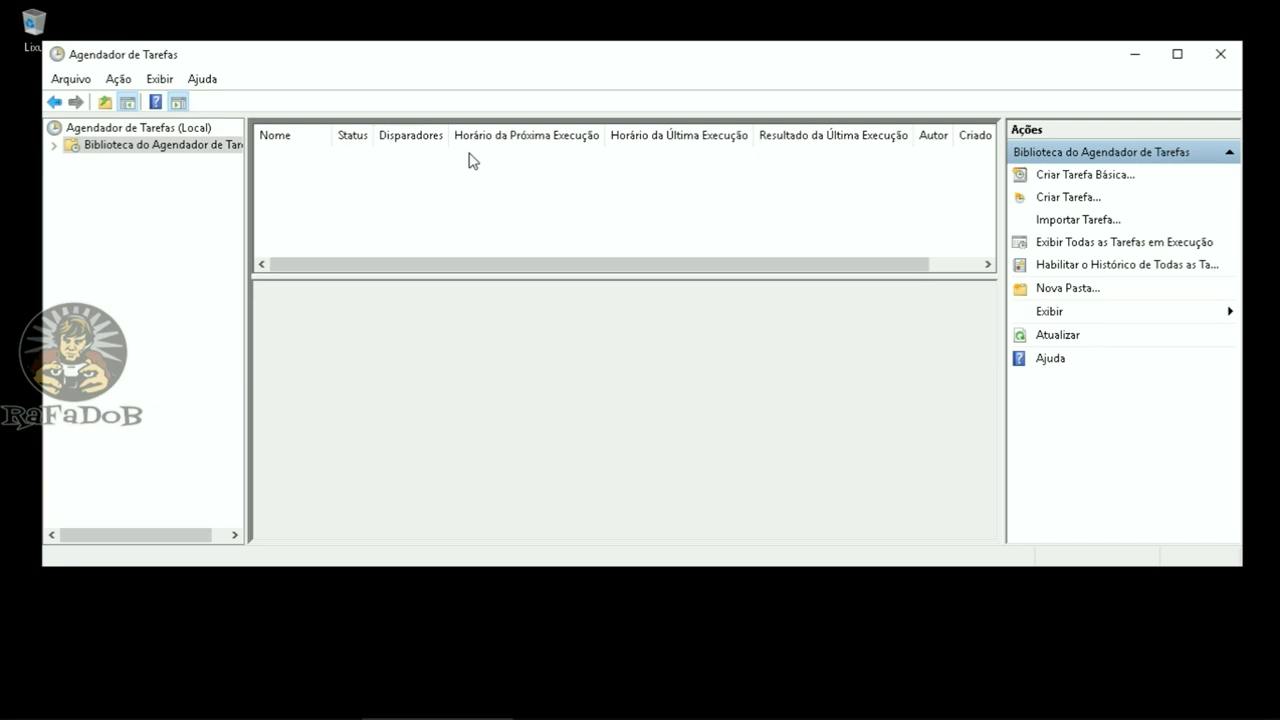 Lixu
Agendador de Tarefas
Arquivo Ação Exibir Ajuda
Agendador de Tarefas (Local)
Biblioteca do Agendador de Tar
Nome Status Disparadores Horário da Próxima Execução Horário da Última Execução Resultado da Última Execução Autor Criado
Ações
Biblioteca do Agendador de Tarefas
Criar Tarefa Básica...
Criar Tarefa...
Importar Tarefa...
Exibir Todas as Tarefas em Execução
Habilitar o Histórico de Todas as Ta...
Nova Pasta...
Exibir
Atualizar
Ajuda
RaFaDoB